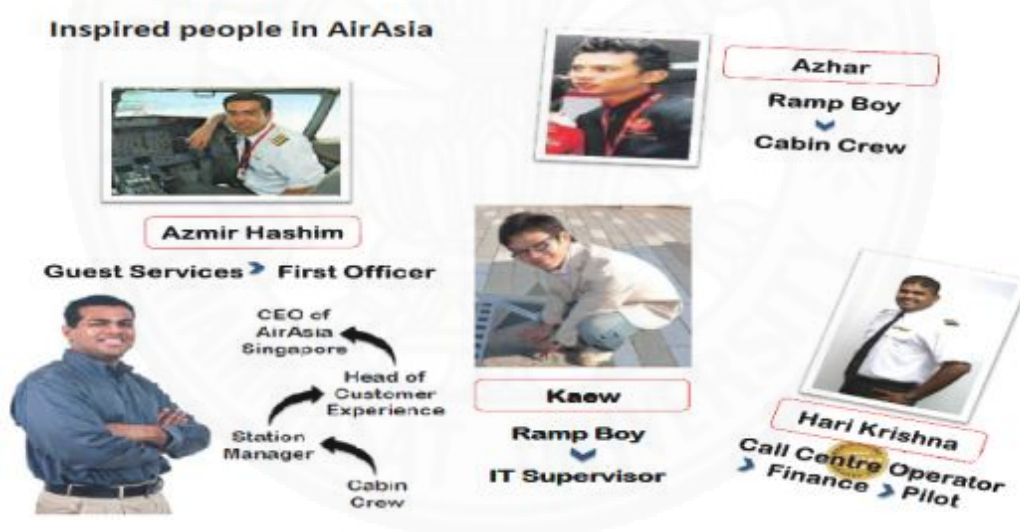 Inspired people in AirAsia
Azmir Hashim
Guest Services > First Officer
CEO of
AirAsia
Singapore
Head of
Customer
Experience
Station
Manager
Cabin
Crew
Azhar
Ramp Boy
Cabin Crew
Kaew
Ramp Boy
IT Supervisor
Hari Krishna
Call Centre Operator
> Finance > Pilot